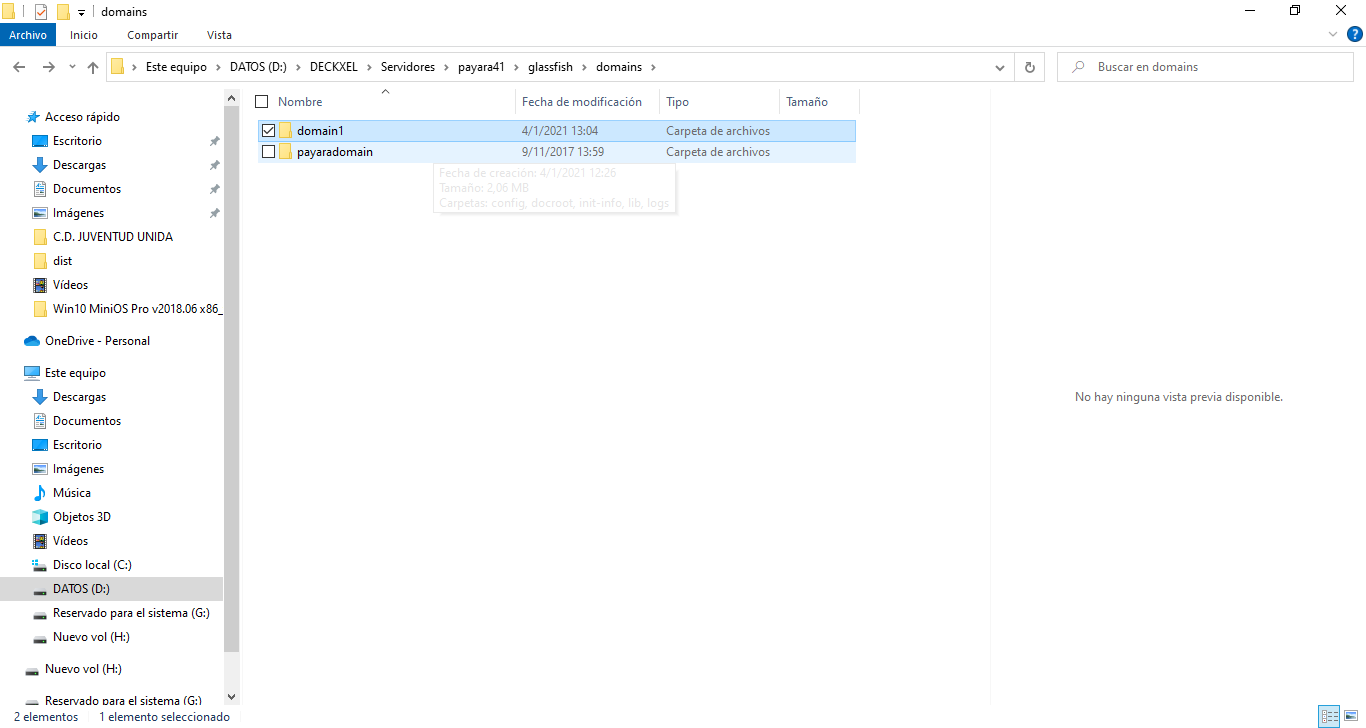 domains
Archivo Inicio Compartir Vista
Este equipo DATOS (D:) DECKXEL Servidores payara41 glassfish domains
Buscar en domains
Nombre Fecha de modificación Tipo Tamaño
domain1 4/1/2021 13:04 Carpeta de archivos
payaradomain 9/11/2017 13:59 Carpeta de archivos
Fecha de creación: 4/1/2021 12:26
Tamaño: 2,06 MB
Carpetas: config, docroot, init-info, lib, logs
Acceso rápido
Escritorio
Descargas
Documentos
Imágenes
C.D. JUVENTUD UNIDA
dist
Vídeos
Win10 MiniOS Pro v2018.06 x86_
OneDrive - Personal
Este equipo
Descargas
Documentos
Escritorio
Imágenes
Música
Objetos 3D
Vídeos
Disco local (C:)
DATOS (D:)
Reservado para el sistema (G:)
Nuevo vol (H:)
Nuevo vol (H:)
Reservado para el sistema (G:)
No hay ninguna vista previa disponible.
2 elementos 1 elemento seleccionado